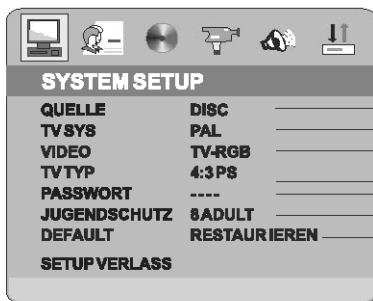 SYSTEM SETUP
QUELLE DISC
TV SYS PAL
VIDEO TV-RGB
TV TYP 4:3 PS
PASSWORT ----
JUGENDSCHUTZ 8 ADULT
DEFAULT RESTAURIEREN
SETUP VERLASS